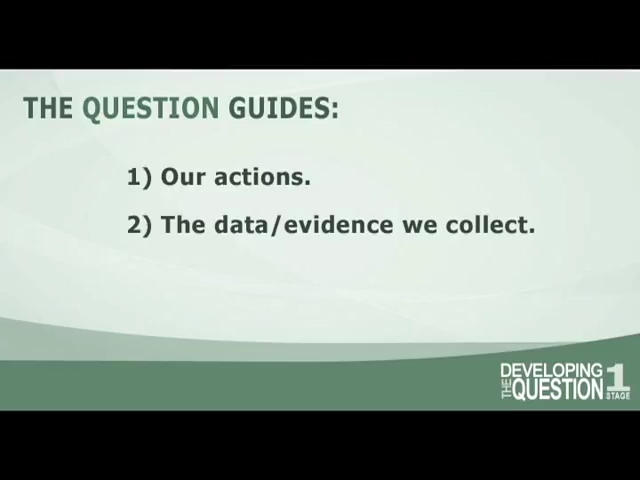 THE QUESTION GUIDES:
1) Our actions.
2) The data/evidence we collect.
DEVELOPING
THE QUESTION
1
STAGE